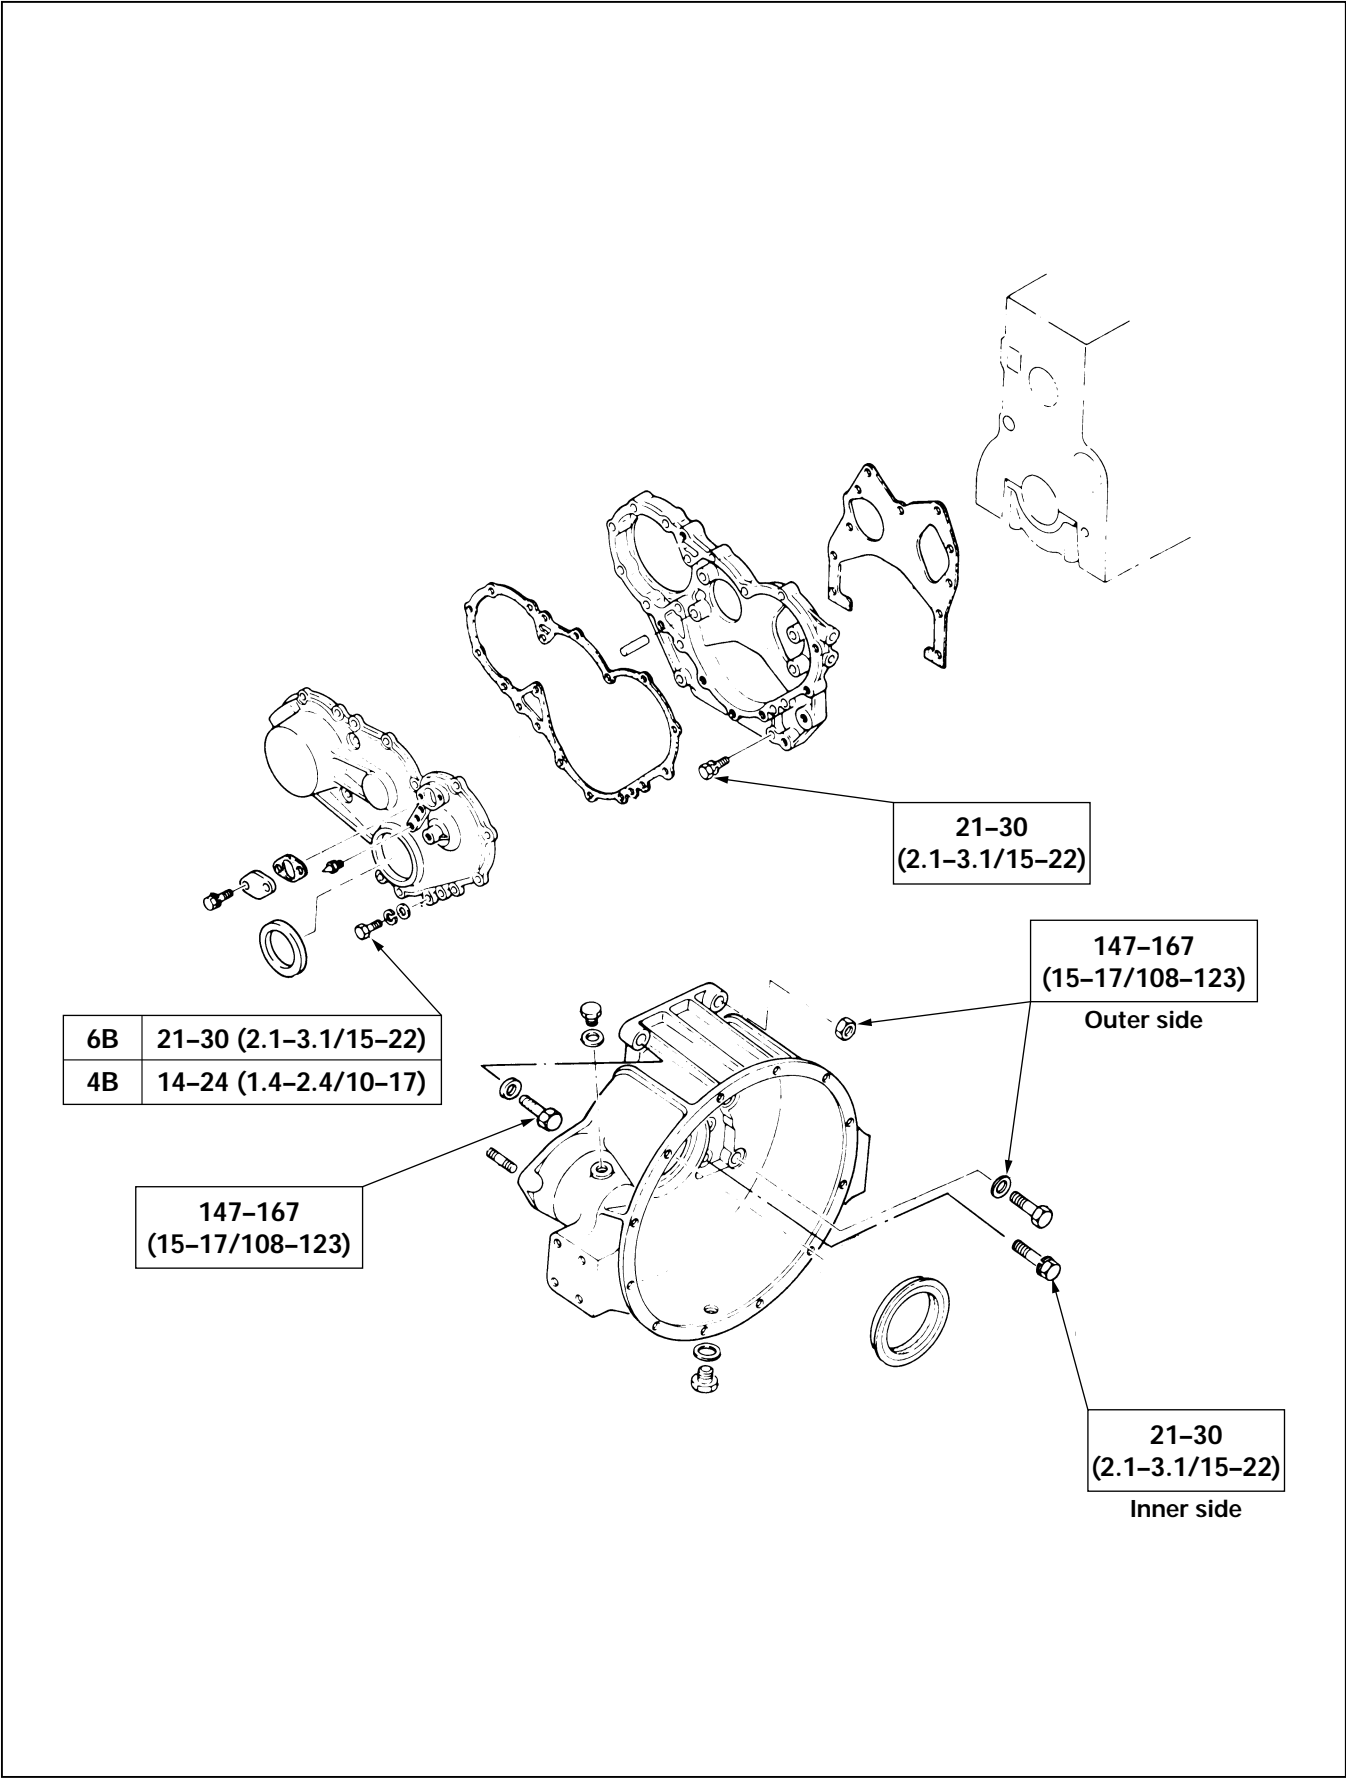 21–30
(2.1–3.1/15–22)
147–167
(15–17/108–123)
Outer side
6B 21–30 (2.1–3.1/15–22)
4B 14–24 (1.4–2.4/10–17)
147–167
(15–17/108–123)
21–30
(2.1–3.1/15–22)
Inner side